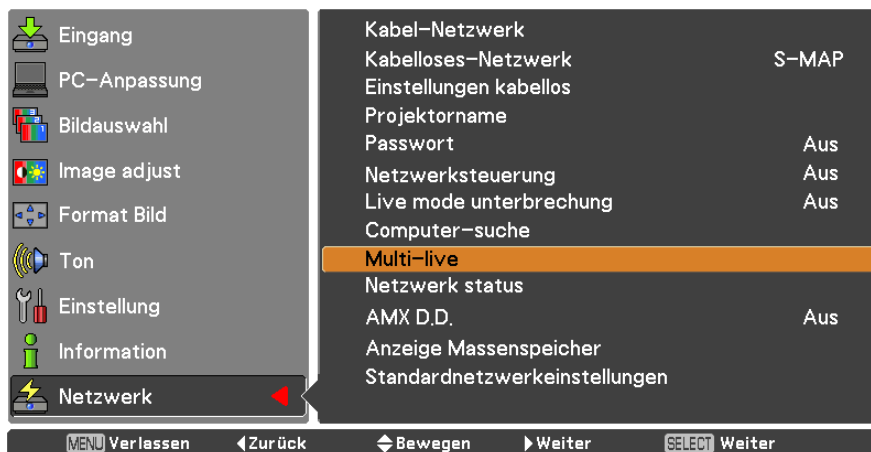 Eingang
PC-Anpassung
Bildauswahl
Image adjust
Format Bild
Ton
Einstellung
Information
Netzwerk
Kabel-Netzwerk
Kabelloses-Netzwerk S-MAP
Einstellungen kabellos
Projektorname
Passwort Aus
Netzwerksteuerung Aus
Live mode unterbrechung Aus
Computer-suche
Multi-live
Netzwerk status
AMX D.D. Aus
Anzeige Massenspeicher
Standardnetzwerkeinstellungen
MENU Verlassen Zurück Bewegen Weiter SELECT Weiter